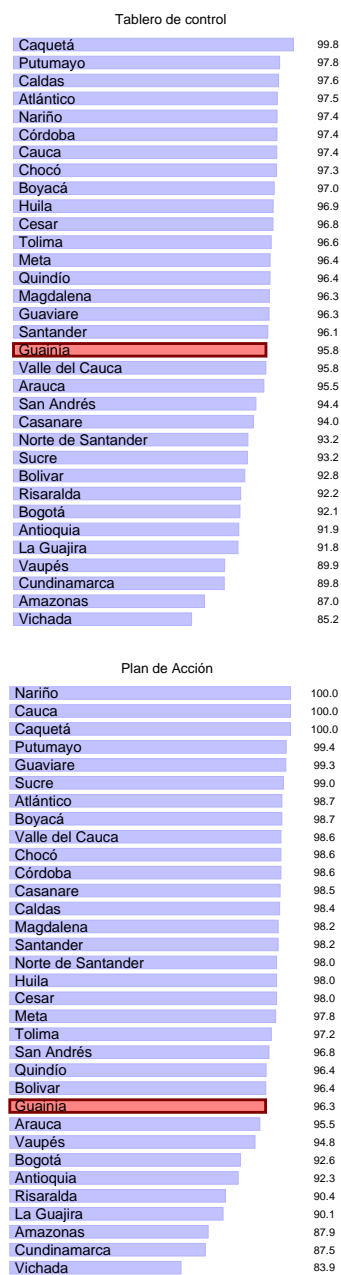 Tablero de control
Caquetá 99.8
Putumayo 97.8
Caldas 97.6
Atlántico 97.5
Nariño 97.4
Córdoba 97.4
Cauca 97.4
Chocó 97.3
Boyacá 97.0
Huila 96.9
Cesar 96.8
Tolima 96.6
Meta 96.4
Quindío 96.4
Magdalena 96.3
Guaviare 96.3
Santander 96.1
Guainía 95.8
Valle del Cauca 95.8
Arauca 95.5
San Andrés 94.4
Casanare 94.0
Norte de Santander 93.2
Sucre 93.2
Bolivar 92.8
Risaralda 92.2
Bogotá 92.1
Antioquia 91.9
La Guajira 91.8
Vaupés 89.9
Cundinamarca 89.8
Amazonas 87.0
Vichada 85.2
Plan de Acción
Nariño 100.0
Cauca 100.0
Caquetá 100.0
Putumayo 99.4
Guaviare 99.3
Sucre 99.0
Atlántico 98.7
Boyacá 98.7
Valle del Cauca 98.6
Chocó 98.6
Córdoba 98.6
Casanare 98.5
Caldas 98.4
Magdalena 98.2
Santander 98.2
Norte de Santander 98.0
Huila 98.0
Cesar 98.0
Meta 97.8
Tolima 97.2
San Andrés 96.8
Quindío 96.4
Bolivar 96.4
Guainía 96.3
Arauca 95.5
Vaupés 94.8
Bogotá 92.6
Antioquia 92.3
Risaralda 90.4
La Guajira 90.1
Amazonas 87.9
Cundinamarca 87.5
Vichada 83.9